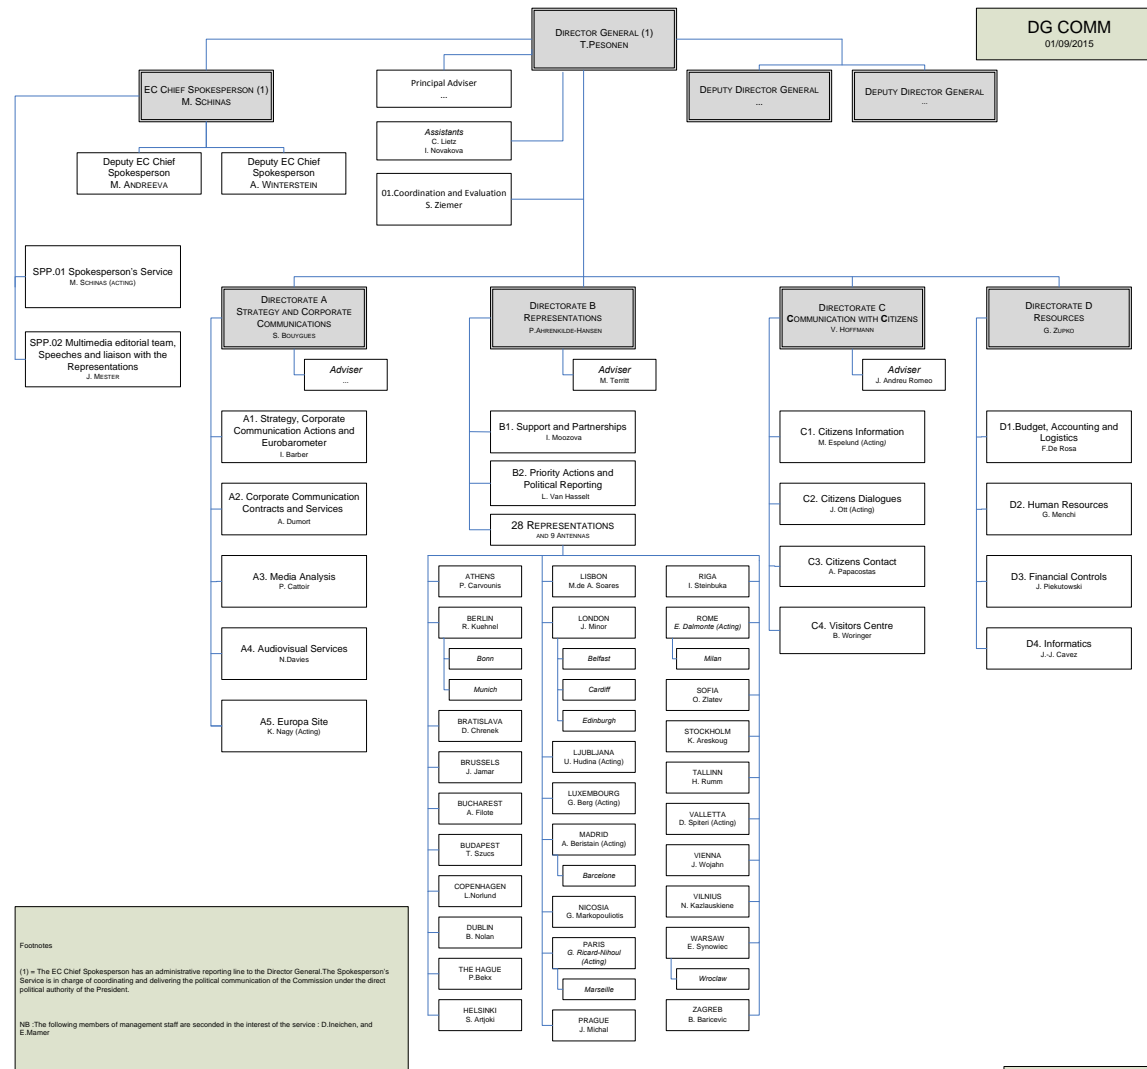 DG COMM
01/09/2015
DIRECTOR GENERAL (1)
T.PESONEN
EC CHIEF SPOKESPERSON (1)
M. SCHINAS
Principal Adviser
...
DEPUTY DIRECTOR GENERAL
...
DEPUTY DIRECTOR GENERAL
...
Assistants
C. Lietz
I. Novakova
Deputy EC Chief
Spokesperson
M. ANDREEVA
Deputy EC Chief
Spokesperson
A. WINTERSTEIN
01.Coordination and Evaluation
S. Ziemer
SPP.01 Spokesperson's Service
M. SCHINAS (ACTING)
SPP.02 Multimedia editorial team,
Speeches and liaison with the
Representations
J. MESTER
DIRECTORATE A
STRATEGY AND CORPORATE
COMMUNICATIONS
S. BOUYGUES
Adviser
...
A1. Strategy, Corporate
Communication Actions and
Eurobarometer
I. Barber
A2. Corporate Communication
Contracts and Services
A. Dumort
A3. Media Analysis
P. Cattoir
A4. Audiovisual Services
N.Davies
A5. Europa Site
K. Nagy (Acting)
DIRECTORATE B
REPRESENTATIONS
P.AHRENKILDE-HANSEN
Adviser
M. Territt
B1. Support and Partnerships
I. Moozova
B2. Priority Actions and
Political Reporting
L. Van Hasselt
28 REPRESENTATIONS
AND 9 ANTENNAS
ATHENS
P. Carvounis
BERLIN
R. Kuehnel
Bonn
Munich
BRATISLAVA
D. Chrenek
BRUSSELS
J. Jamar
BUCHAREST
A. Filote
BUDAPEST
T. Szucs
COPENHAGEN
L.Norlund
DUBLIN
B. Nolan
THE HAGUE
P.Bekx
HELSINKI
S. Artjoki
LISBON
M.de A. Soares
LONDON
J. Minor
Belfast
Cardiff
Edinburgh
LJUBLJANA
U. Hudina (Acting)
LUXEMBOURG
G. Berg (Acting)
MADRID
A. Beristain (Acting)
Barcelone
NICOSIA
G. Markopouliotis
PARIS
G. Ricard-Nihoul
(Acting)
Marseille
PRAGUE
J. Michal
RIGA
I. Steinbuka
ROME
E. Dalmonte (Acting)
Milan
SOFIA
O. Zlatev
STOCKHOLM
K. Areskoug
TALLINN
H. Rumm
VALLETTA
D. Spiteri (Acting)
VIENNA
J. Wojahn
VILNIUS
N. Kazlauskiene
WARSAW
E. Synowiec
Wroclaw
ZAGREB
B. Baricevic
DIRECTORATE C
COMMUNICATION WITH CITIZENS
V. HOFFMANN
Adviser
J. Andreu Romeo
C1. Citizens Information
M. Espelund (Acting)
C2. Citizens Dialogues
J. Ott (Acting)
C3. Citizens Contact
A. Papacostas
C4. Visitors Centre
B. Woringer
DIRECTORATE D
RESOURCES
G. ZUPKO
D1.Budget, Accounting and
Logistics
F.De Rosa
D2. Human Resources
G. Menchi
D3. Financial Controls
J. Piekutowski
D4. Informatics
J.-J. Cavez
Footnotes
(1) = The EC Chief Spokesperson has an administrative reporting line to the Director General.The Spokesperson's
Service is in charge of coordinating and delivering the political communication of the Commission under the direct
political authority of the President.
NB :The following members of management staff are seconded in the interest of the service : D.Ineichen, and
E.Mamer